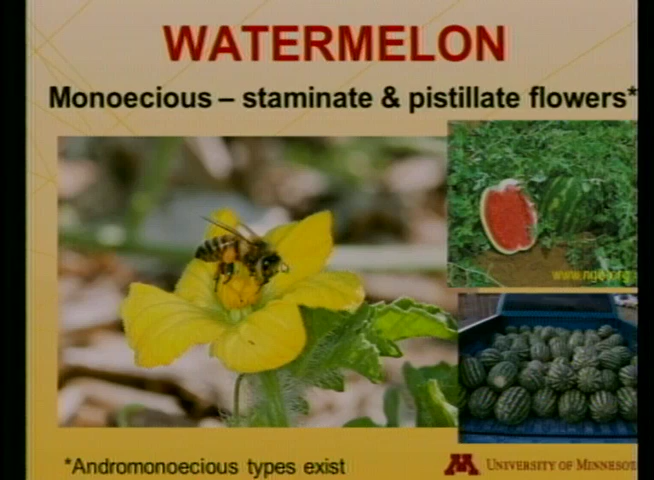 WATERMELON
Monoecious – staminate & pistillate flowers*
*Andromonoecious types exist
UNIVERSITY OF MINNESOT